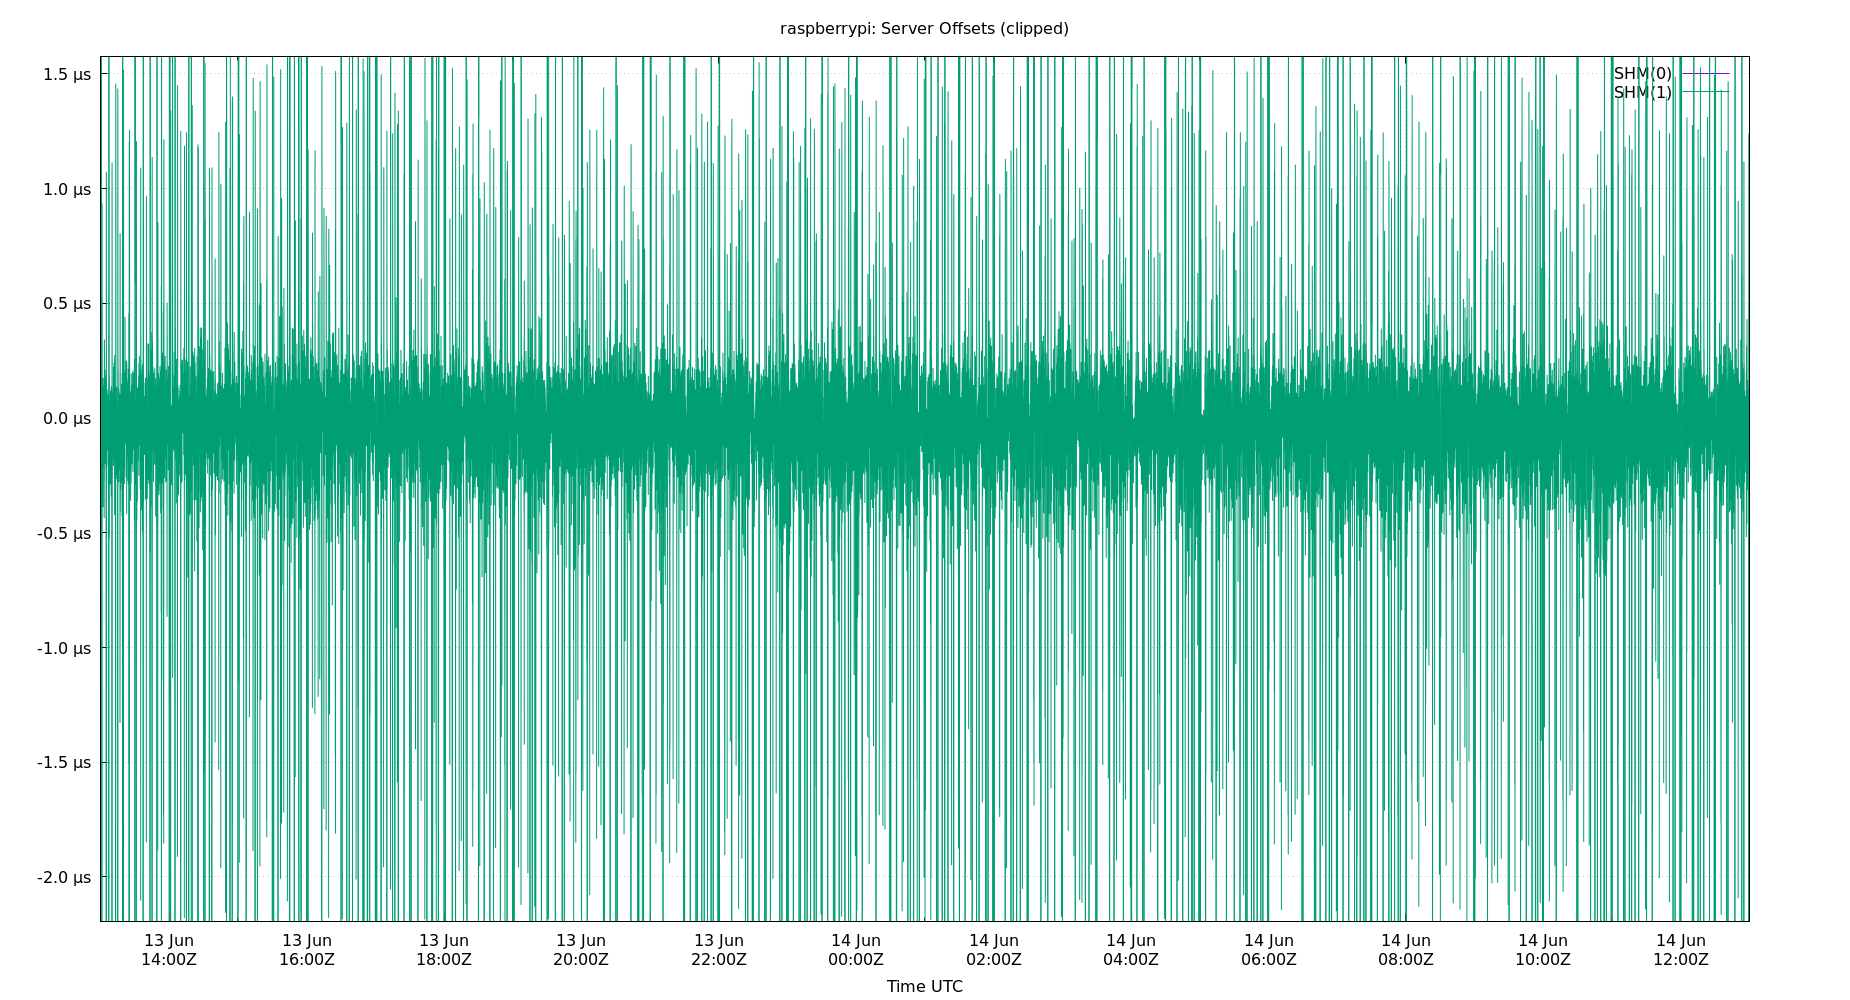 raspberrypi: Server Offsets (clipped)
1.5 µs
1.0 µs
0.5 µs
0.0 µs
-0.5 µs
-1.0 µs
-1.5 µs
-2.0 µs
SHM(0)
SHM(1)
13 Jun 13 Jun 13 Jun 13 Jun 13 Jun 14 Jun 14 Jun 14 Jun 14 Jun 14 Jun 14 Jun 14 Jun
14:00Z 16:00Z 18:00Z 20:00Z 22:00Z 00:00Z 02:00Z 04:00Z 06:00Z 08:00Z 10:00Z 12:00Z
Time UTC